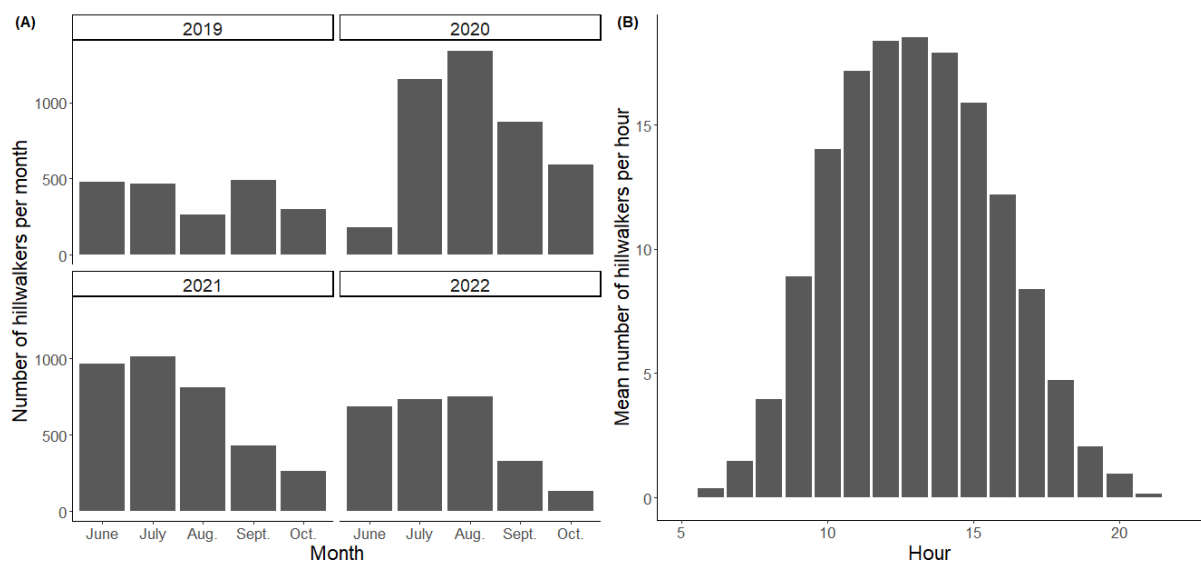 (A)
2019
2020
Number of hillwalkers per month
1000
500
0
2021
2022
1000
500
0
June July Aug. Sept. Oct.
June July Aug. Sept. Oct.
Month
(B)
Mean number of hillwalkers per hour
15
10
5
0
5 10 15 20
Hour